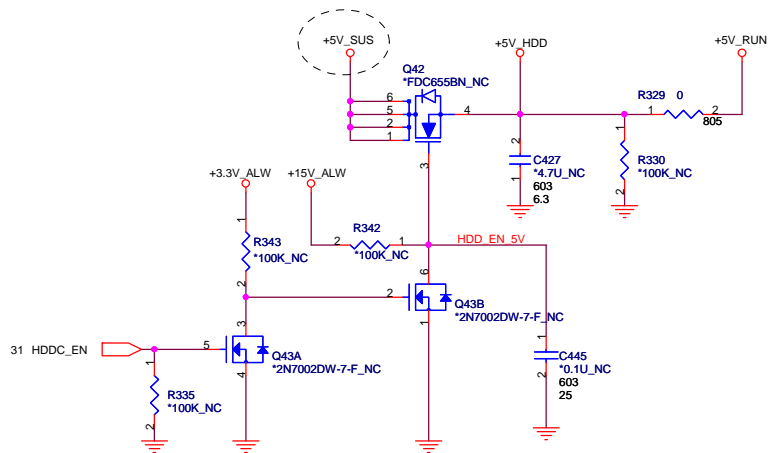 +5V_SUS
+5V_HDD
+5V_RUN
Q42
*FDC655BN_NC
6
5
2
1
4
3
R329 0
1
2
805
2
1
C427
*4.7U_NC
603
6.3
1
2
R330
*100K_NC
+3.3V_ALW
+15V_ALW
1
2
R343
*100K_NC
R342
2
1
*100K_NC
HDD_EN_5V
6
2
1
Q43B
*2N7002DW-7-F_NC
31 HDDC_EN
5
3
4
Q43A
*2N7002DW-7-F_NC
1
2
R335
*100K_NC
1
2
C445
*0.1U_NC
603
25